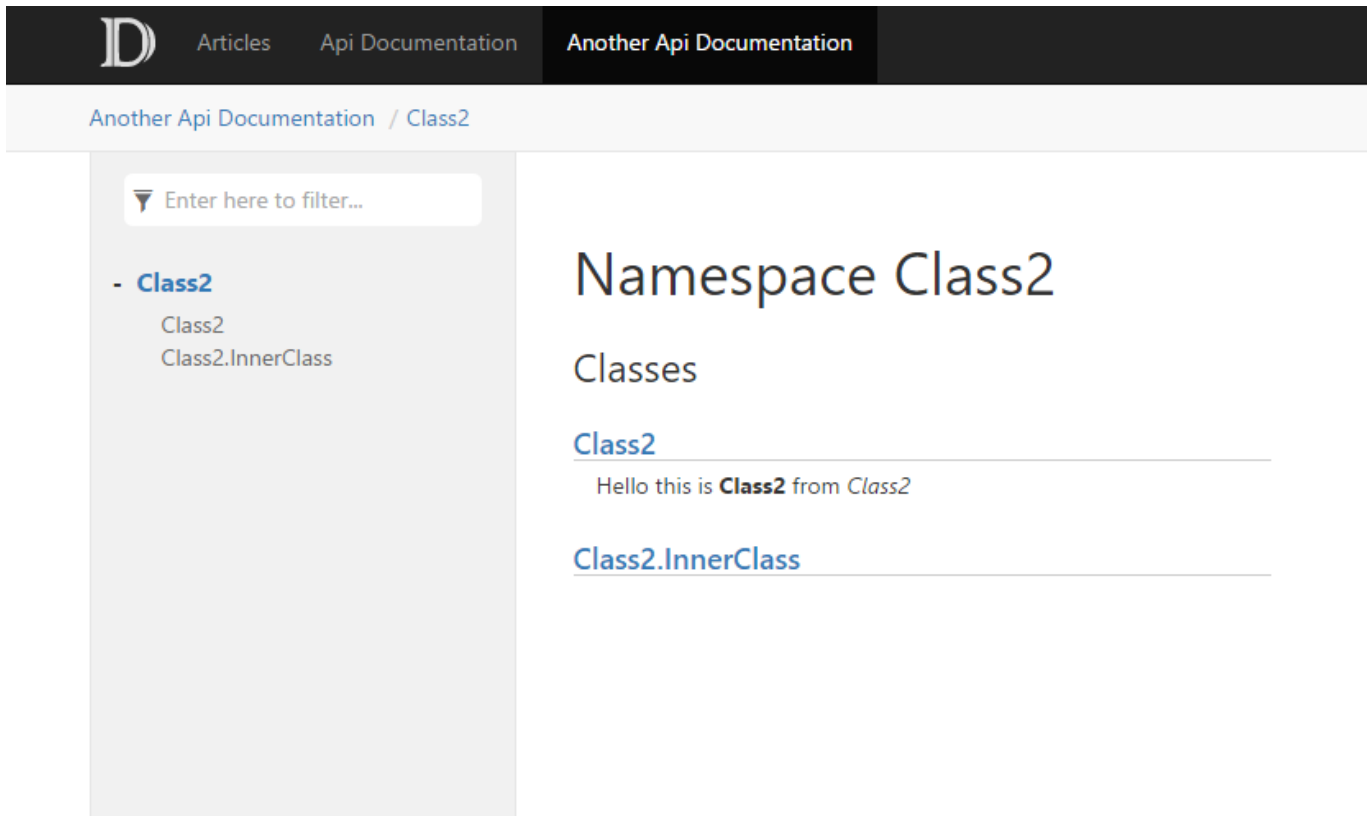 D Articles Api Documentation Another Api Documentation
Another Api Documentation / Class2
Enter here to filter...
- Class2
Class2
Class2.InnerClass
Namespace Class2
Classes
Class2
Hello this is Class2 from Class2
Class2.InnerClass